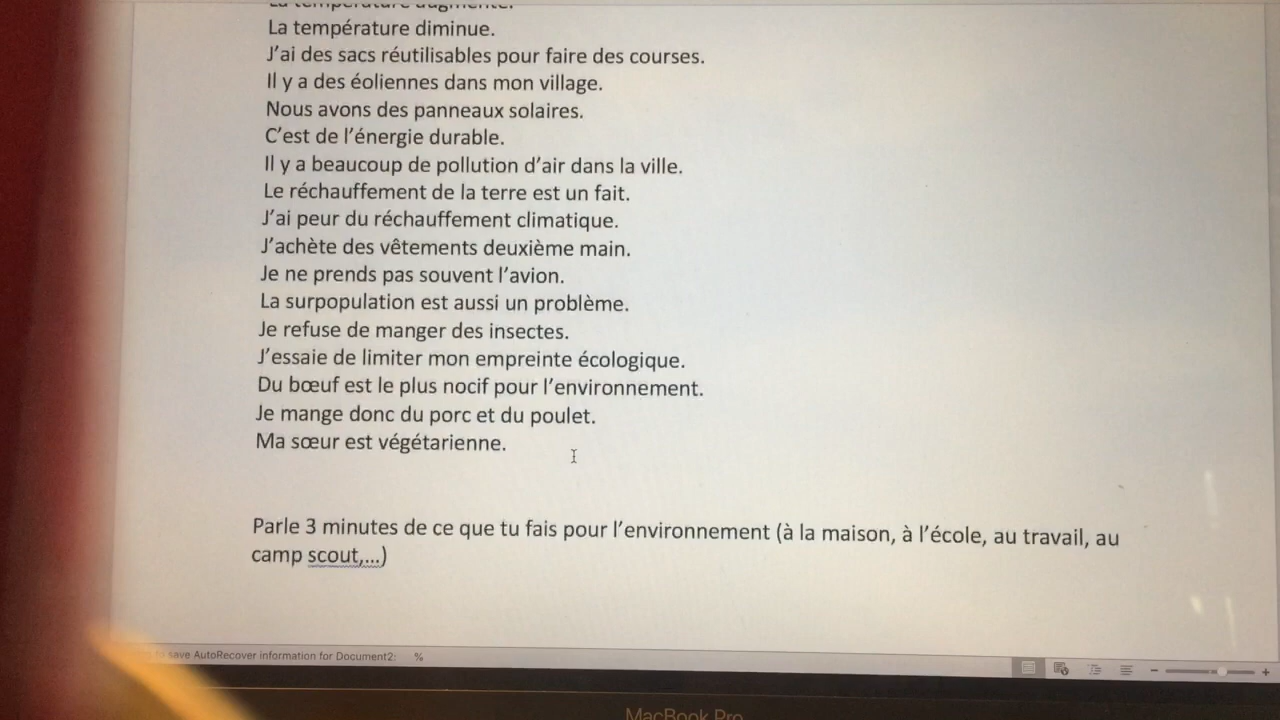 La température augmente.
La température diminue.
J’ai des sacs réutilisables pour faire des courses.
Il y a des éoliennes dans mon village.
Nous avons des panneaux solaires.
C’est de l’énergie durable.
Il y a beaucoup de pollution d’air dans la ville.
Le réchauffement de la terre est un fait.
J’ai peur du réchauffement climatique.
J’achète des vêtements deuxième main.
Je ne prends pas souvent l’avion.
La surpopulation est aussi un problème.
Je refuse de manger des insectes.
J’essaie de limiter mon empreinte écologique.
Du bœuf est le plus nocif pour l’environnement.
Je mange donc du porc et du poulet.
Ma sœur est végétarienne.
Parle 3 minutes de ce que tu fais pour l’environnement (à la maison, à l’école, au travail, au
camp scout,...)
to save AutoRecover information for Document2: %
MacBook Pro